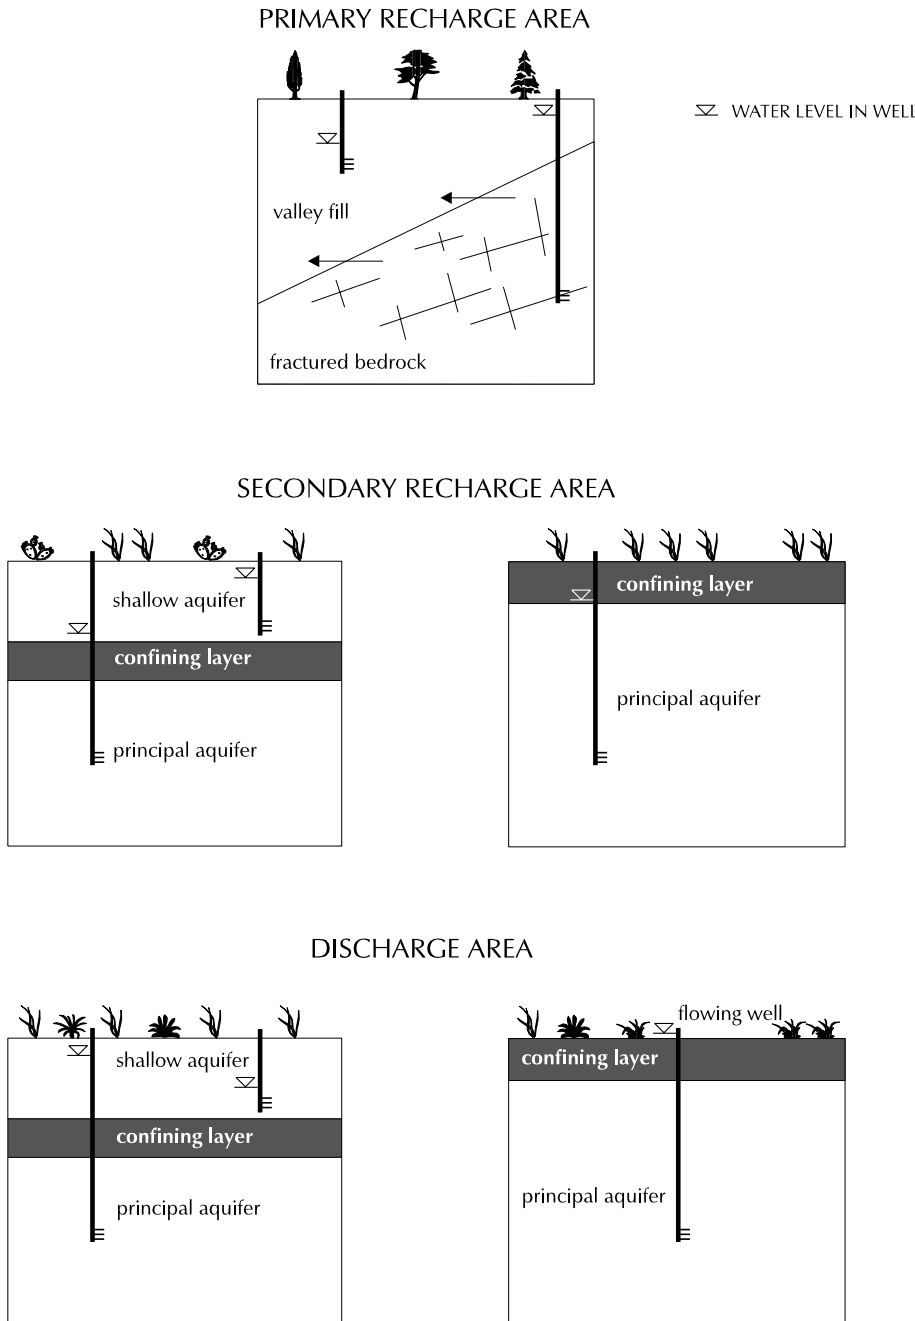 PRIMARY RECHARGE AREA
WATER LEVEL IN WELL
valley fill
fractured bedrock
SECONDARY RECHARGE AREA
shallow aquifer
confining layer
principal aquifer
confining layer
principal aquifer
DISCHARGE AREA
shallow aquifer
confining layer
principal aquifer
flowing well
confining layer
principal aquifer